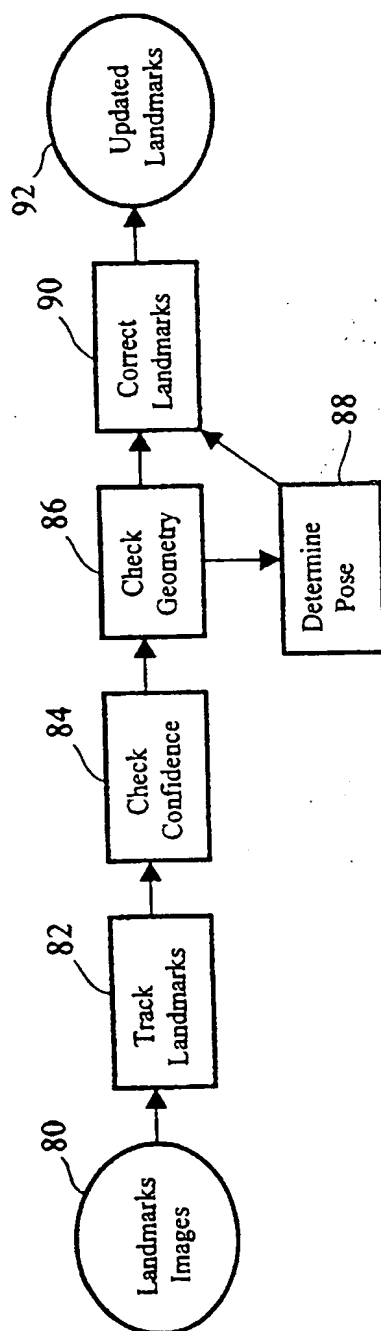 80
Landmarks
Images
82
Track
Landmarks
84
Check
Confidence
86
Check
Geometry
88
Determine
Pose
90
Correct
Landmarks
92
Updated
Landmarks